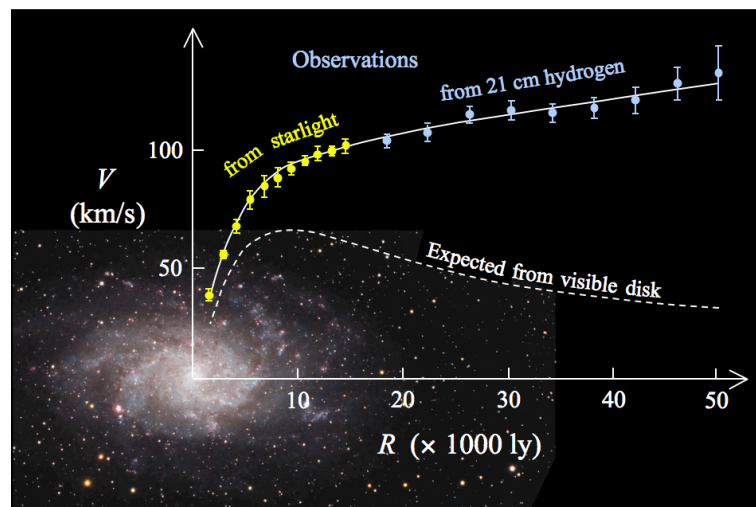 Observations
from starlight
from 21 cm hydrogen
100
V
(km/s)
50
Expected from visible disk
10
20
30
40
50
R (× 1000 ly)